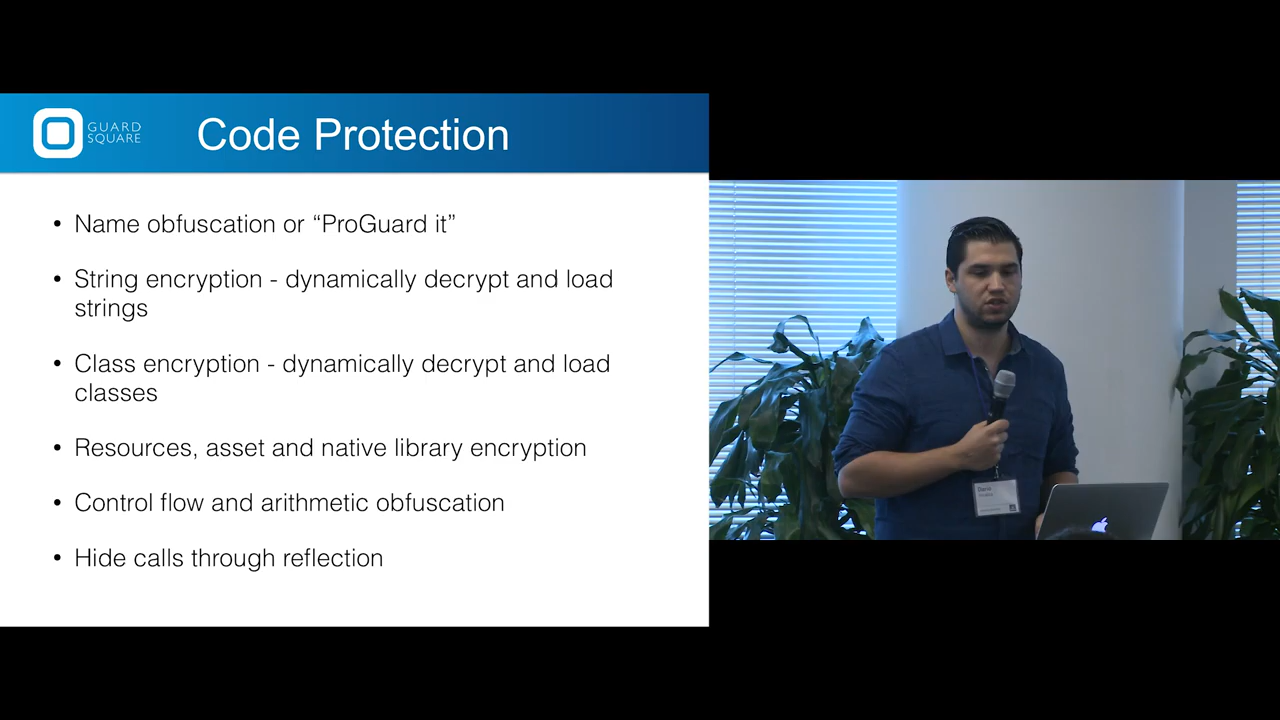 GUARD
SQUARE
Code Protection
• Name obfuscation or “ProGuard it”
• String encryption - dynamically decrypt and load
strings
• Class encryption - dynamically decrypt and load
classes
• Resources, asset and native library encryption
• Control flow and arithmetic obfuscation
• Hide calls through reflection